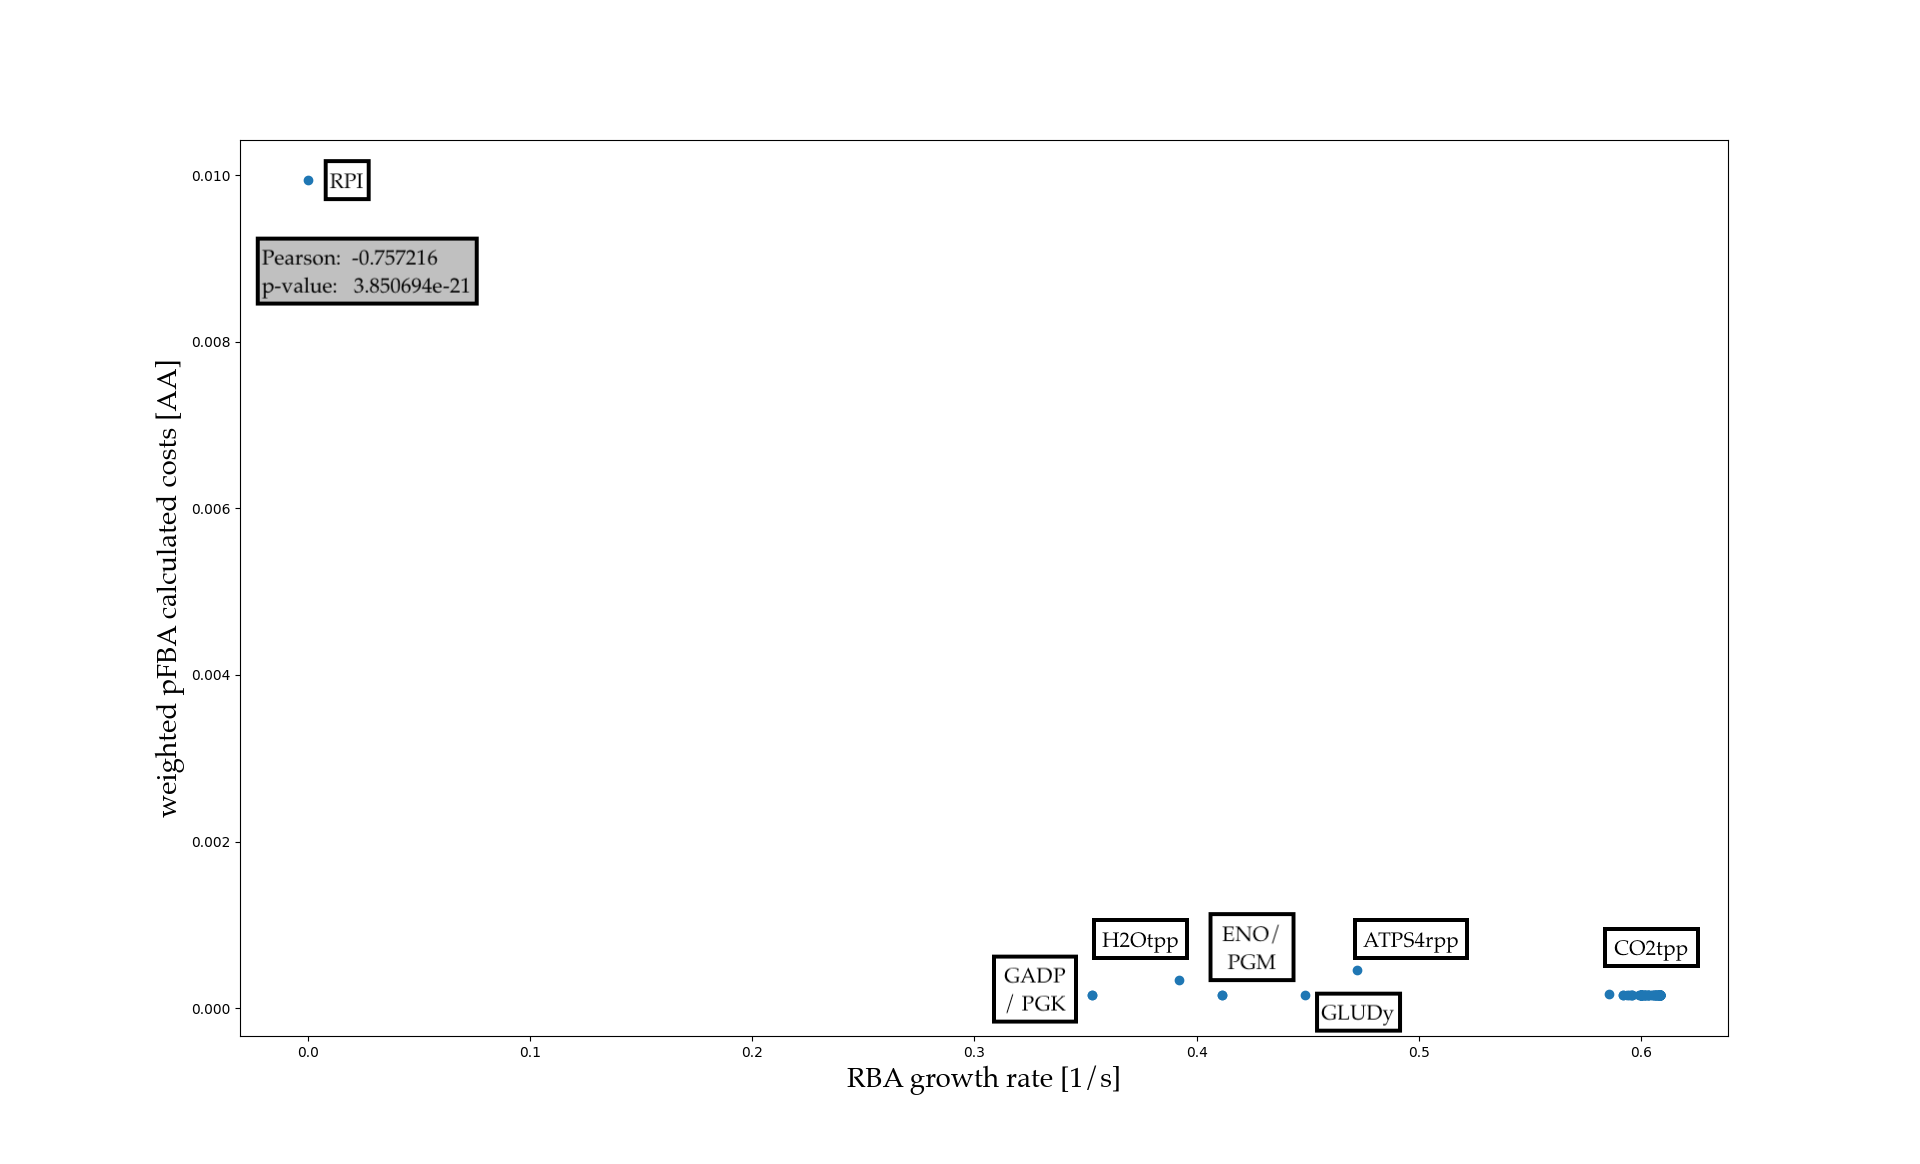 RPI
Pearson: -0.757216
p-value: 3.850694e-21
weighted pFBA calculated costs [AA]
0.010
0.008
0.006
0.004
0.002
0.000
H2Otpp
ENO/
PGM
ATPS4rpp
CO2tpp
GADP
/ PGK
GLUDy
0.0 0.1 0.2 0.3 0.4 0.5 0.6
RBA growth rate [1/s]